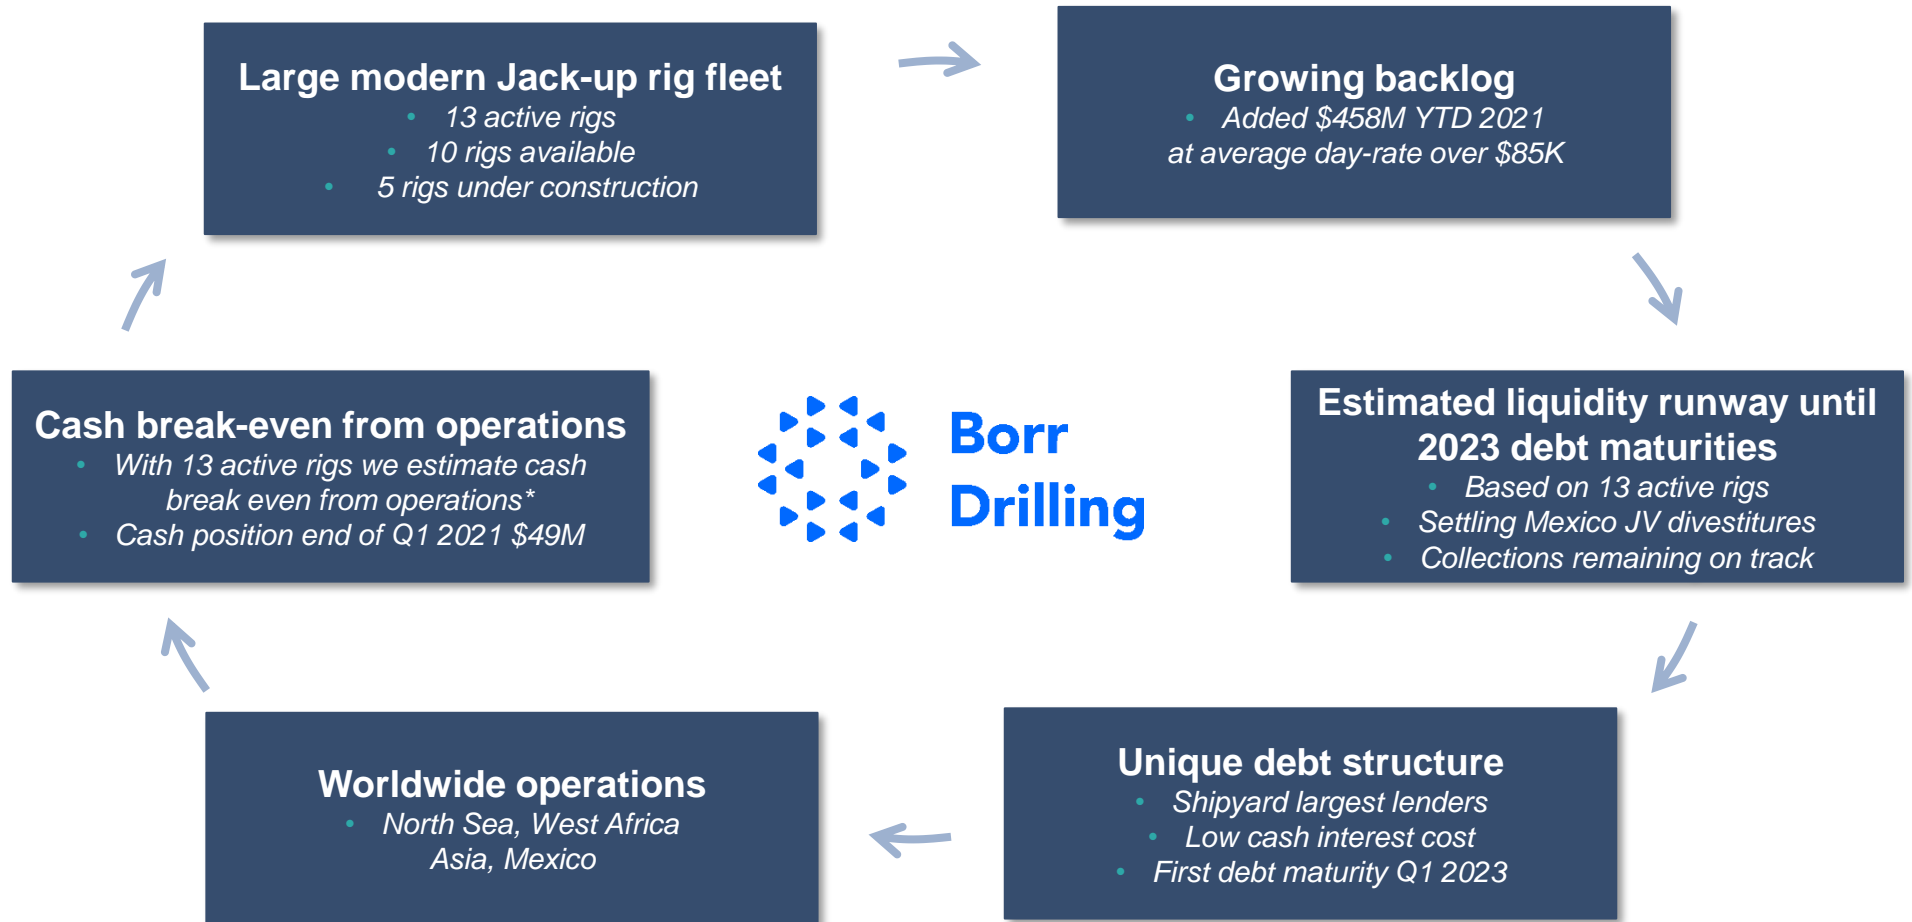 Large modern Jack-up rig fleet
• 13 active rigs
• 10 rigs available
• 5 rigs under construction
Growing backlog
• Added $458M YTD 2021
at average day-rate over $85K
Estimated liquidity runway until
2023 debt maturities
• Based on 13 active rigs
• Settling Mexico JV divestitures
• Collections remaining on track
Unique debt structure
• Shipyard largest lenders
• Low cash interest cost
• First debt maturity Q1 2023
Worldwide operations
• North Sea, West Africa
Asia, Mexico
Cash break-even from operations
• With 13 active rigs we estimate cash
break even from operations*
• Cash position end of Q1 2021 $49M
Borr
Drilling